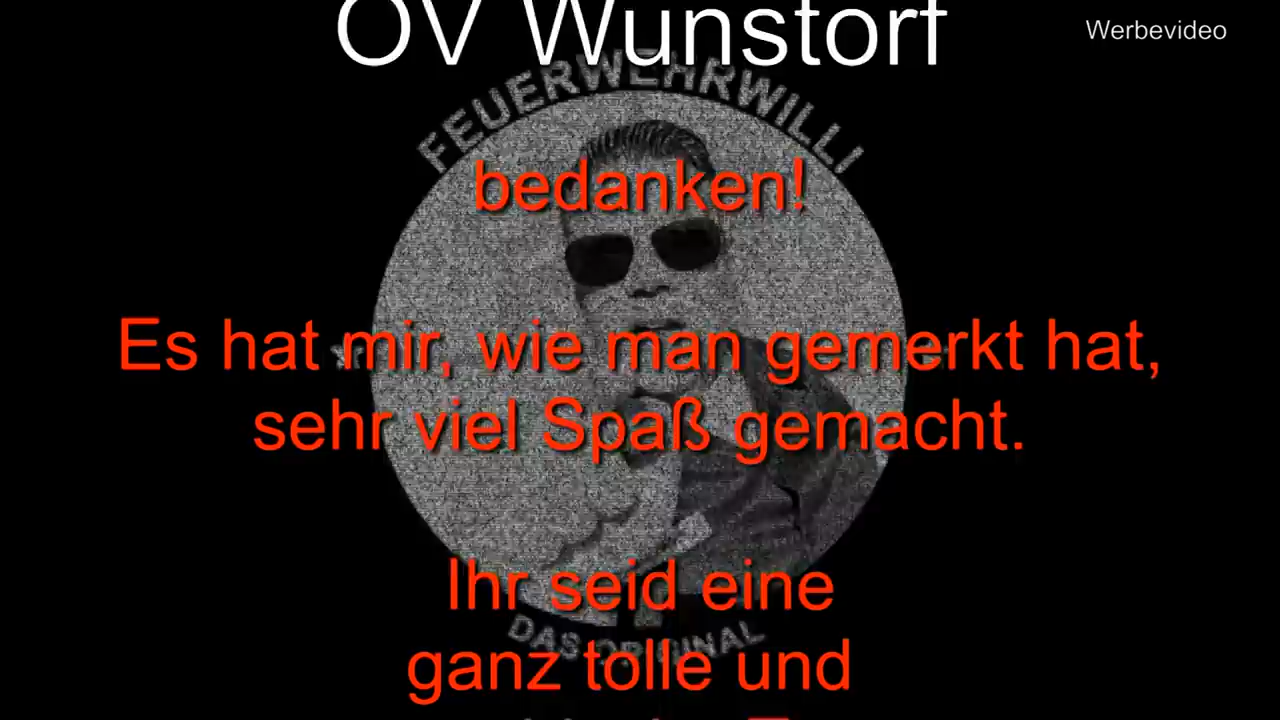 OV Wunstorf
Werbevideo
FEUERWEHRWILLI
bedanken!
Es hat mir, wie man gemerkt hat,
sehr viel Spaß gemacht.
Ihr seid eine
DAS ORIGINAL
ganz tolle und